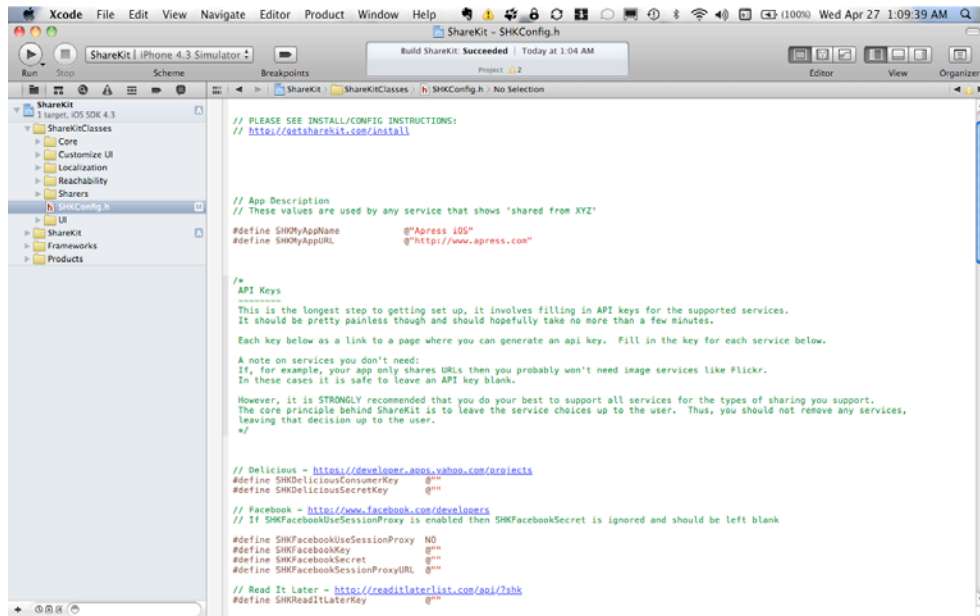 Xcode File Edit View Navigate Editor Product Window Help (100%) Wed Apr 27 1:09:39 AM
ShareKit - SHKConfig.h
ShareKit | iPhone 4.3 Simulator
Build ShareKit: Succeeded | Today at 1:04 AM
Project 2
Run Stop Scheme Breakpoints Editor View Organizer
ShareKit
1 target, iOS SDK 4.3
ShareKitClasses
Core
Customize UI
Localization
Reachability
Sharers
SHKConfig.h
UI
ShareKit
Frameworks
Products
ShareKit ShareKitClasses SHKConfig.h No Selection
// PLEASE SEE INSTALL/CONFIG INSTRUCTIONS:
// http://getsharekit.com/install
// App Description
// These values are used by any service that shows 'shared from XYZ'
#define SHKMyAppName @"Apress iOS"
#define SHKMyAppURL @"http://www.apress.com"
/*
API Keys
--------
This is the longest step to getting set up, it involves filling in API keys for the supported services.
It should be pretty painless though and should hopefully take no more than a few minutes.
Each key below as a link to a page where you can generate an api key. Fill in the key for each service below.
A note on services you don't need:
If, for example, your app only shares URLs then you probably won't need image services like Flickr.
In these cases it is safe to leave an API key blank.
However, it is STRONGLY recommended that you do your best to support all services for the types of sharing you support.
The core principle behind ShareKit is to leave the service choices up to the user. Thus, you should not remove any services,
leaving that decision up to the user.
*/
// Delicious - https://developer.apps.yahoo.com/projects
#define SHKDeliciousConsumerKey @""
#define SHKDeliciousSecretKey @""
// Facebook - http://www.facebook.com/developers
// If SHKFacebookUseSessionProxy is enabled then SHKFacebookSecret is ignored and should be left blank
#define SHKFacebookUseSessionProxy NO
#define SHKFacebookKey @""
#define SHKFacebookSecret @""
#define SHKFacebookSessionProxyURL @""
// Read It Later - http://readitlaterlist.com/api/?shk
#define SHKReadItLaterKey @""